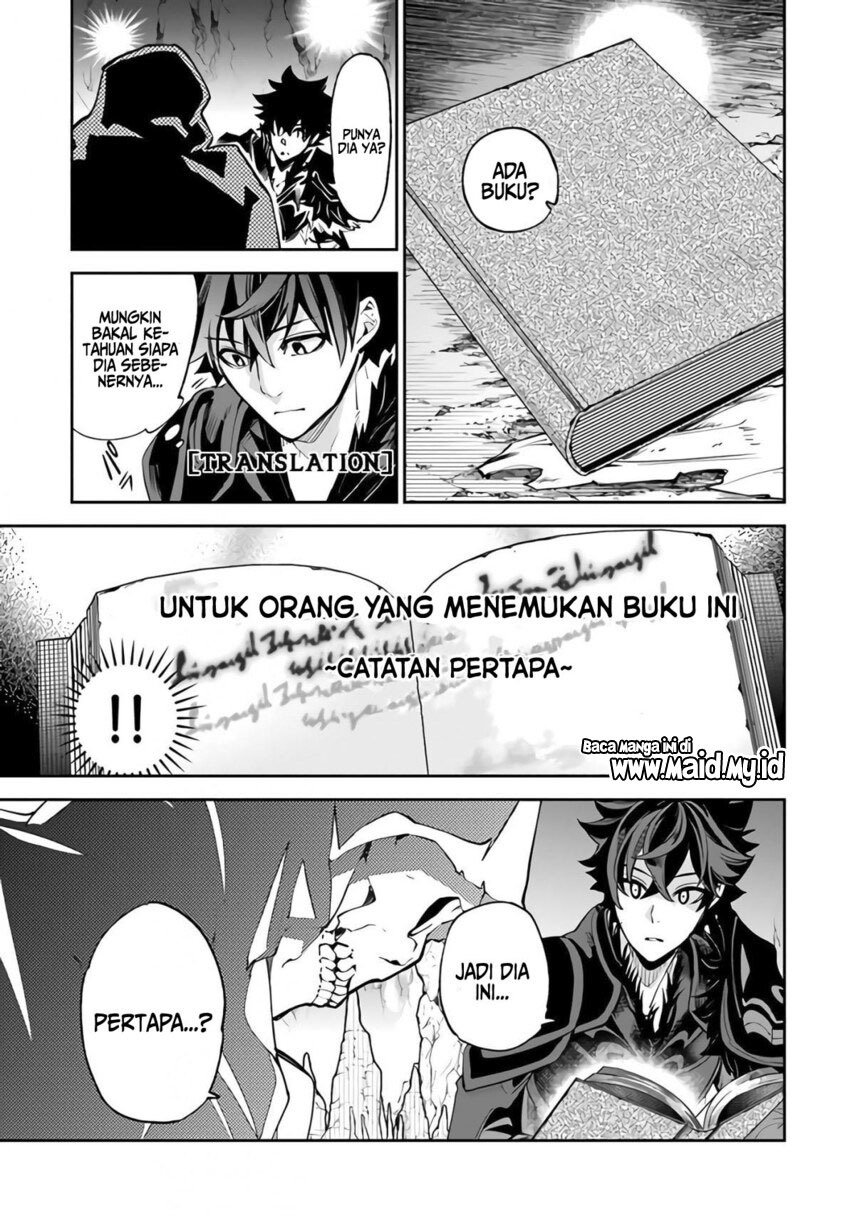 ADA
BUKU?
PUNYA
DIA YA?
MUNGKIN
BAKAL KE-
TAHUAN SIAPA
DIA SEBE-
NERNYA...
[TRANSLATION]
UNTUK ORANG YANG MENEMUKAN BUKU INI
~CATATAN PERTAPA~
!!
Baca manga ini di
www.Maid.My.id
JADI DIA
INI...
PERTAPA...?